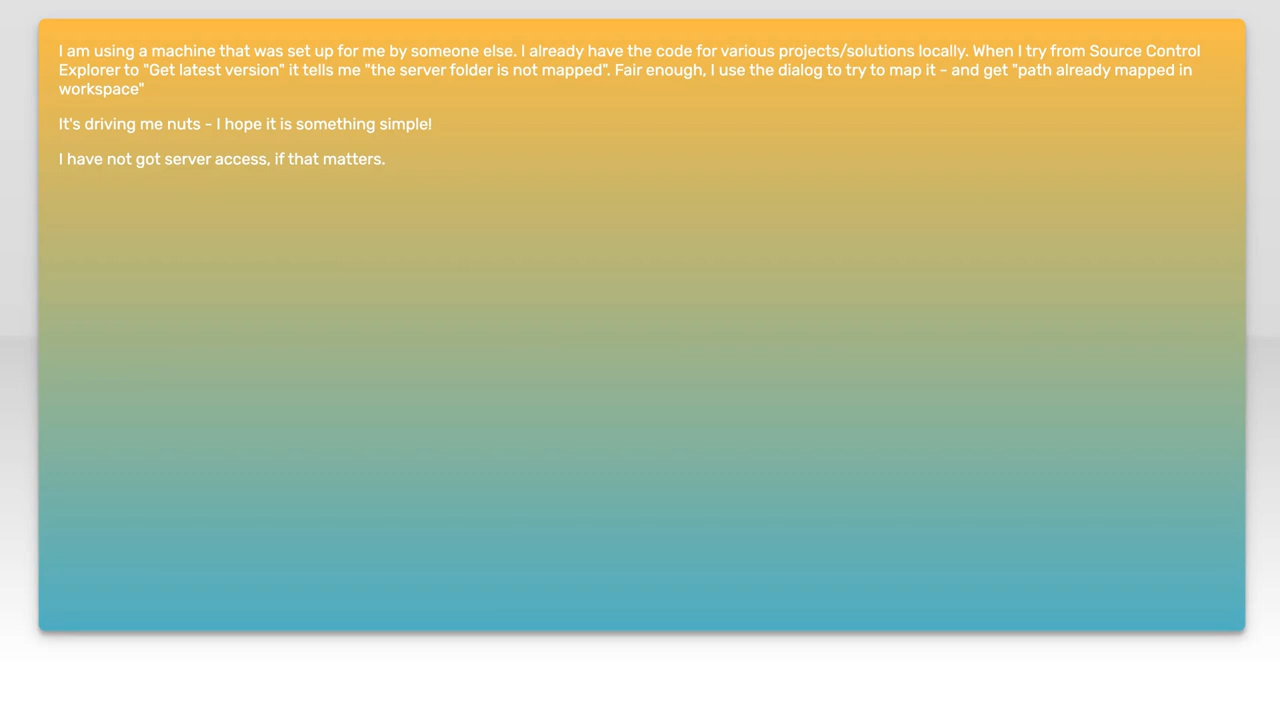 I am using a machine that was set up for me by someone else. I already have the code for various projects/solutions locally. When I try from Source Control
Explorer to "Get latest version" it tells me "the server folder is not mapped". Fair enough, I use the dialog to try to map it - and get "path already mapped in
workspace"
It's driving me nuts - I hope it is something simple!
I have not got server access, if that matters.